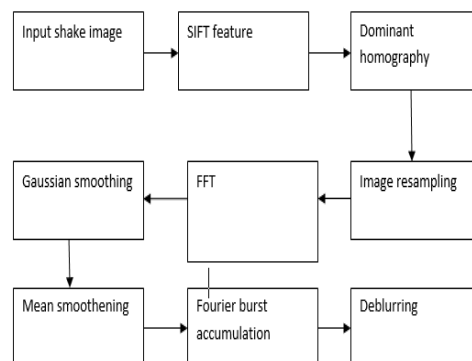 Input shake image
SIFT feature
Dominant
homography
Image resampling
FFT
Gaussian smoothing
Mean smoothening
Fourier burst
accumulation
Deblurring